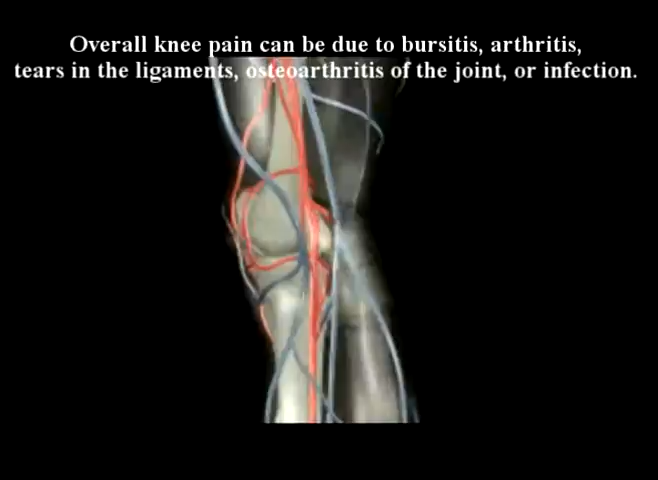 Overall knee pain can be due to bursitis, arthritis,
tears in the ligaments, osteoarthritis of the joint, or infection.